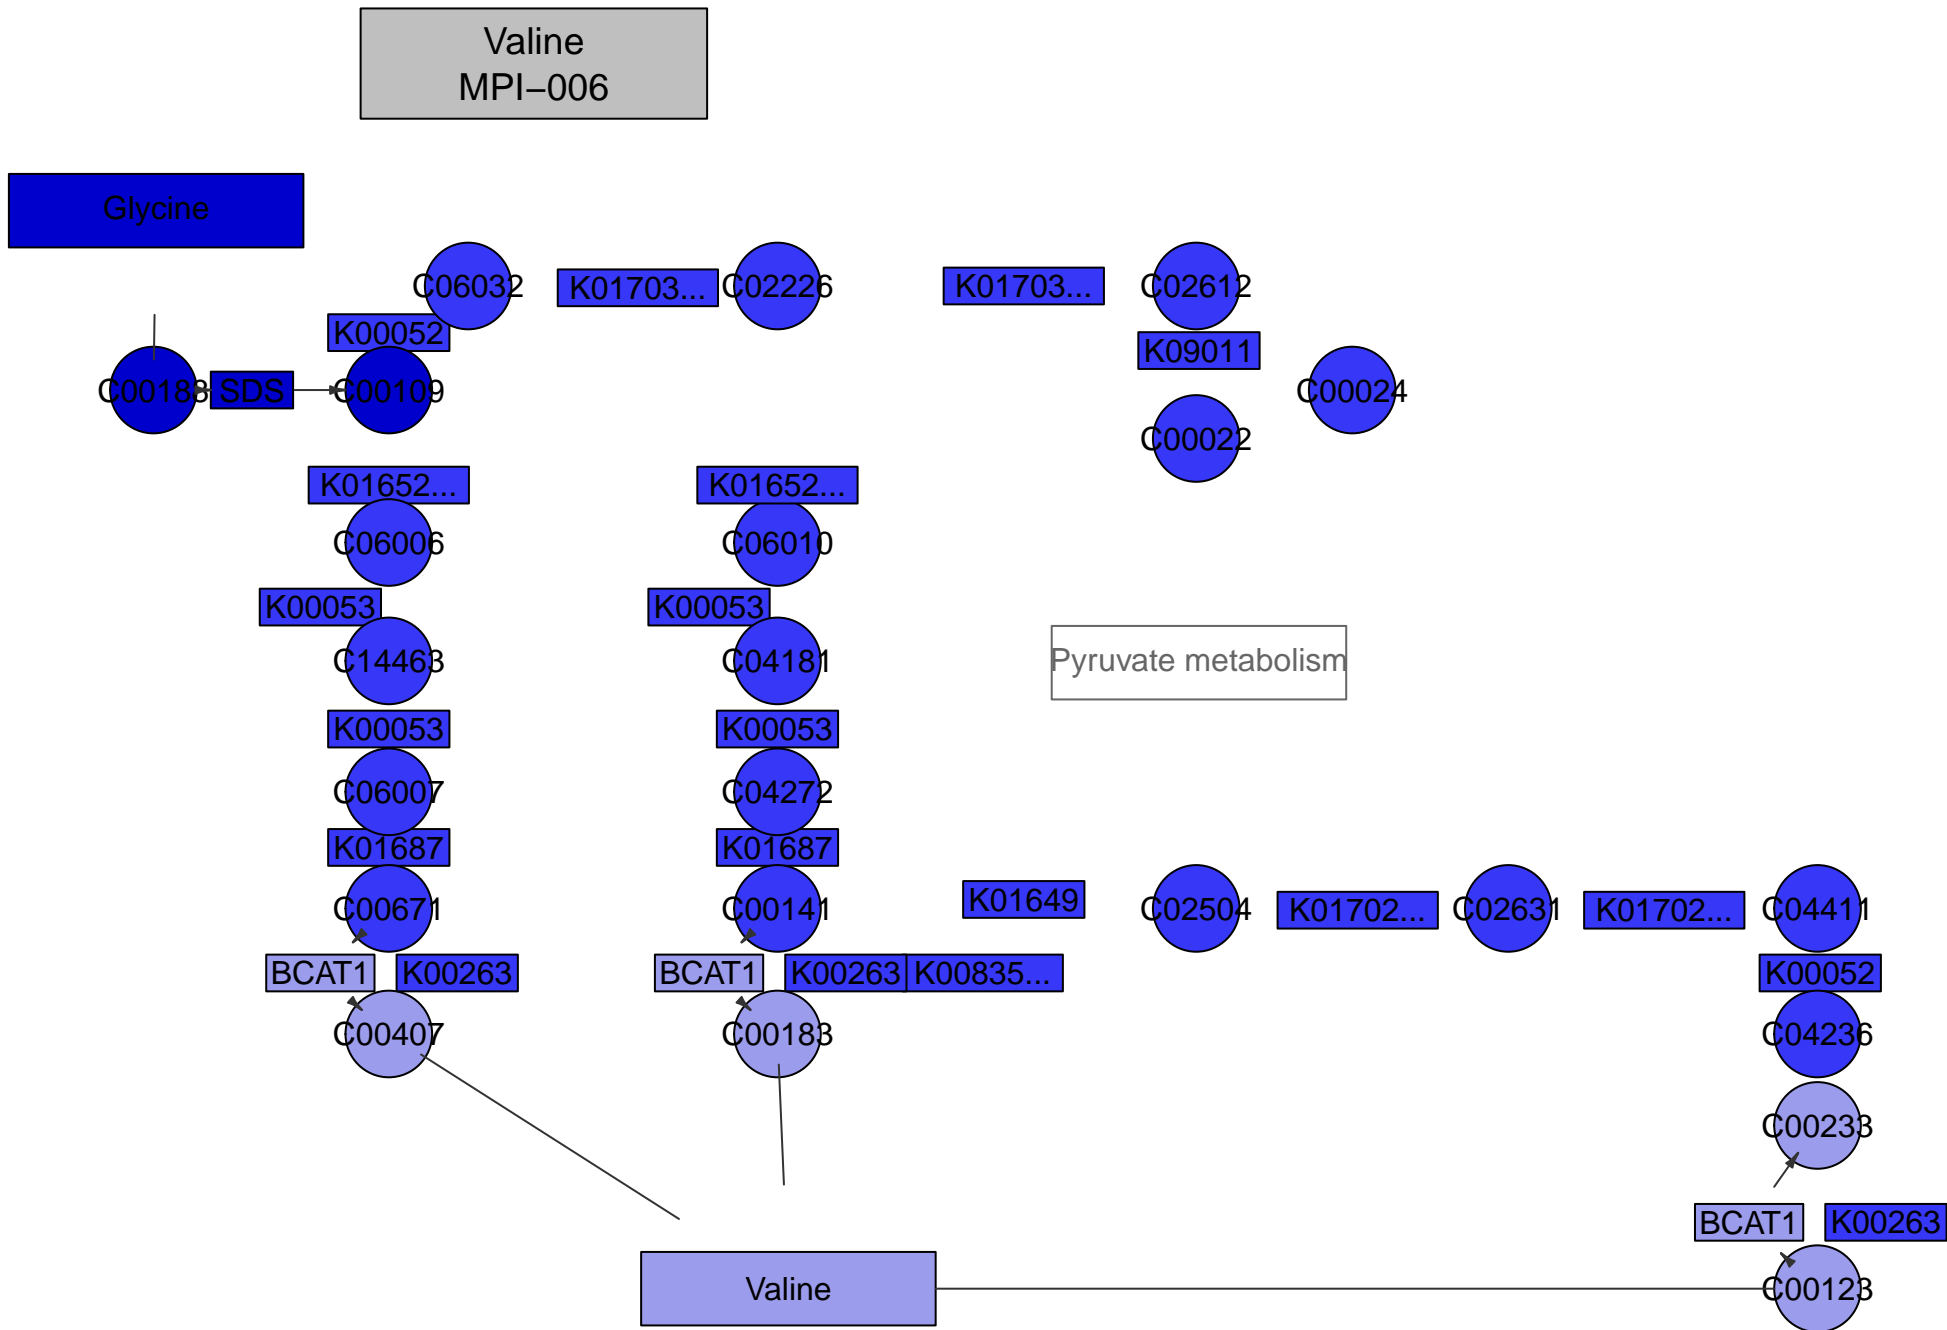 Valine
MPI−006
Glycine
C06032
K01703...
C02226
K01703...
C02612
K00052
K09011
C00188
SDS
C00109
C00024
C00022
K01652...
K01652...
C06006
C06010
K00053
K00053
C14463
C04181
Pyruvate metabolism
K00053
K00053
C06007
C04272
K01687
K01687
C00671
C00141
K01649
C02504
K01702...
C02631
K01702...
C04411
BCAT1
K00263
BCAT1
K00263
K00835...
K00052
C00407
C00183
C04236
C00233
BCAT1
K00263
Valine
C00123